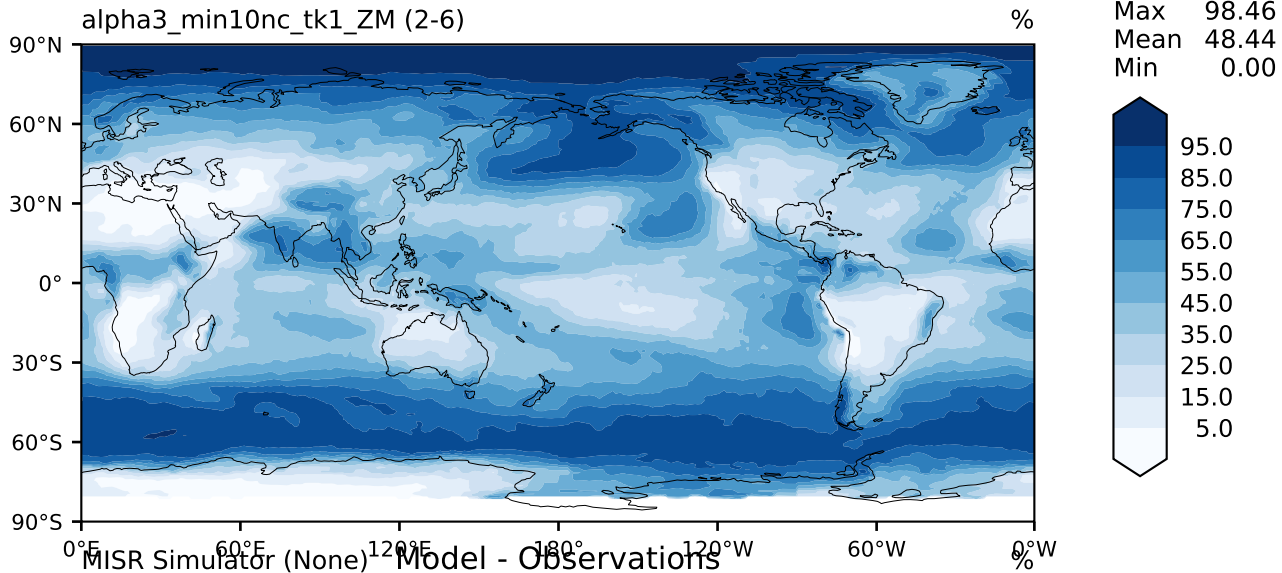 alpha3_min10nc_tk1_ZM (2-6) %
Max 98.46
Mean 48.44
Min 0.00
90°N
60°N
30°N
0°
30°S
60°S
90°S
0°E 60°E 120°E 180° 120°W 60°W 0°W
95.0
85.0
75.0
65.0
55.0
45.0
35.0
25.0
15.0
5.0
MISR Simulator (None) Model - Observations %